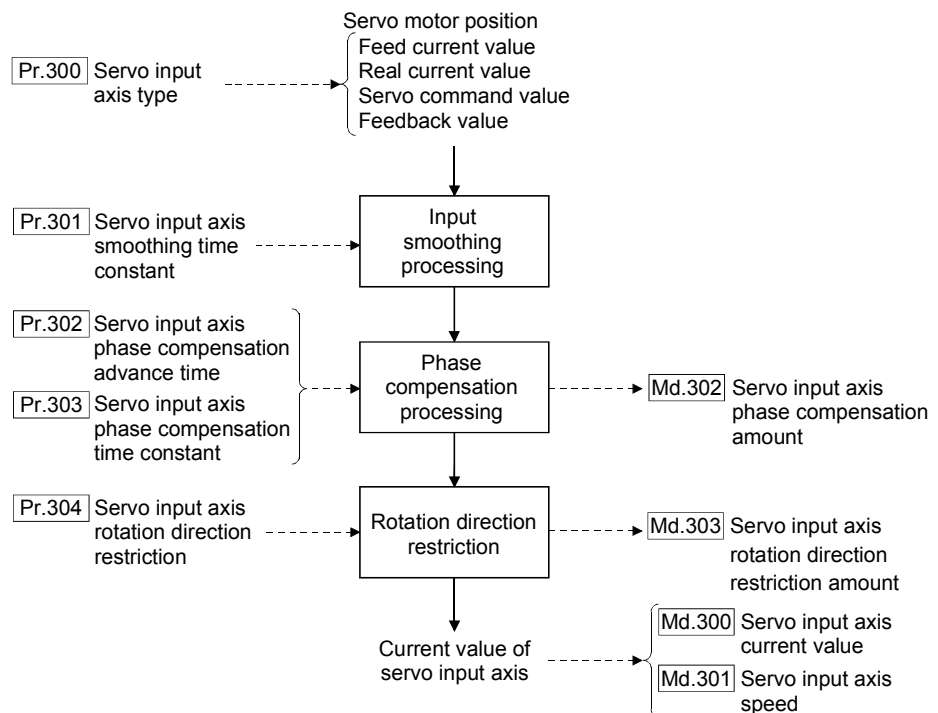 Servo motor position
Feed current value
Real current value
Servo command value
Feedback value
Pr.300 Servo input
axis type
Pr.301 Servo input axis
smoothing time
constant
Input
smoothing
processing
Pr.302 Servo input axis
phase compensation
advance time
Pr.303 Servo input axis
phase compensation
time constant
Phase
compensation
processing
Md.302 Servo input axis
phase compensation
amount
Pr.304 Servo input axis
rotation direction
restriction
Rotation direction
restriction
Md.303 Servo input axis
rotation direction
restriction amount
Current value of
servo input axis
Md.300 Servo input axis
current value
Md.301 Servo input axis
speed